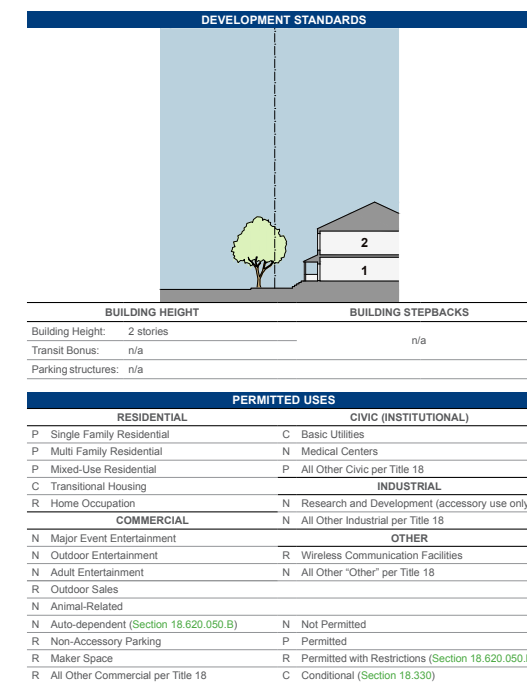 DEVELOPMENT STANDARDS
2
1
BUILDING HEIGHT
Building Height: 2 stories
Transit Bonus: n/a
Parking structures: n/a
BUILDING STEPBACKS
n/a
PERMITTED USES
RESIDENTIAL
P Single Family Residential
P Multi Family Residential
P Mixed-Use Residential
C Transitional Housing
R Home Occupation
COMMERCIAL
N Major Event Entertainment
N Outdoor Entertainment
N Adult Entertainment
R Outdoor Sales
N Animal-Related
N Auto-dependent (Section 18.620.050.B)
R Non-Accessory Parking
R Maker Space
R All Other Commercial per Title 18
CIVIC (INSTITUTIONAL)
C Basic Utilities
N Medical Centers
P All Other Civic per Title 18
INDUSTRIAL
N Research and Development (accessory use only
N All Other Industrial per Title 18
OTHER
R Wireless Communication Facilities
N All Other “Other” per Title 18
N Not Permitted
P Permitted
R Permitted with Restrictions (Section 18.620.050.
C Conditional (Section 18.330)